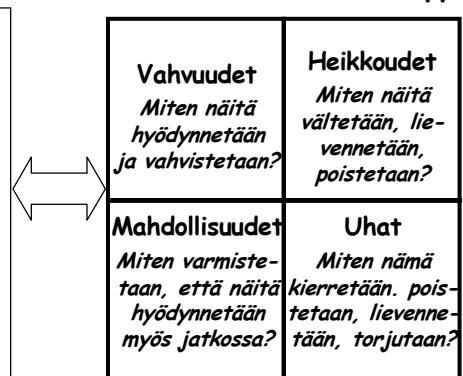 Vahvuudet
Miten näitä
hyödynnetään
ja vahvistetaan?
Heikkoudet
Miten näitä
vältetään, lie-
vennetään,
poistetaan?
Mahdollisuudet
Miten varmiste-
taan, että näitä
hyödynnetään
myös jatkossa?
Uhat
Miten nämä
kierretään. pois-
tetaan, lievenne-
tään, torjutaan?